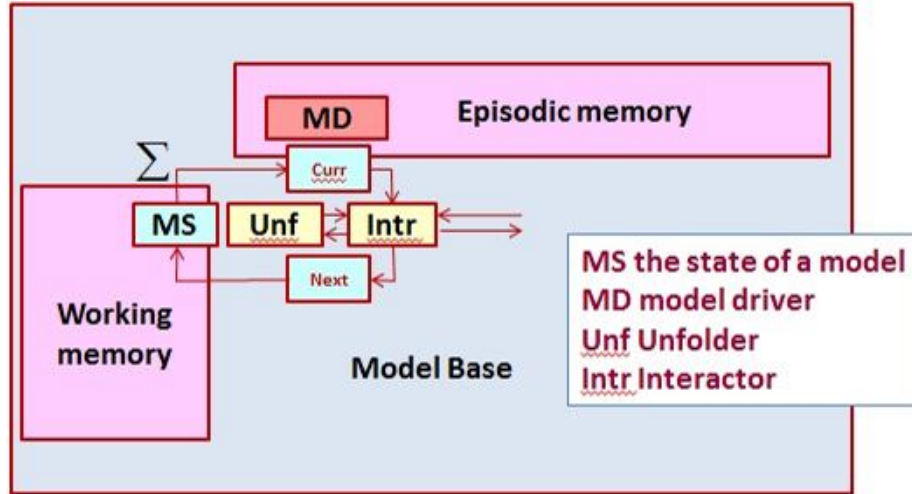 MD
Episodic memory
∑
Curr
MS
Unf
Intr
Next
Working
memory
Model Base
MS the state of a model
MD model driver
Unf Unfolder
Intr Interactor